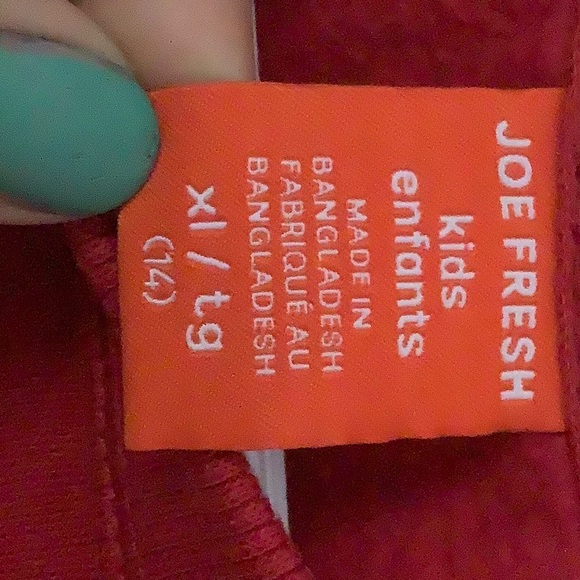 JOE FRESH
kids
enfants
MADE IN
BANGLADESH
FABRIQUÉ AU
BANGLADESH
xl / tg
(14)